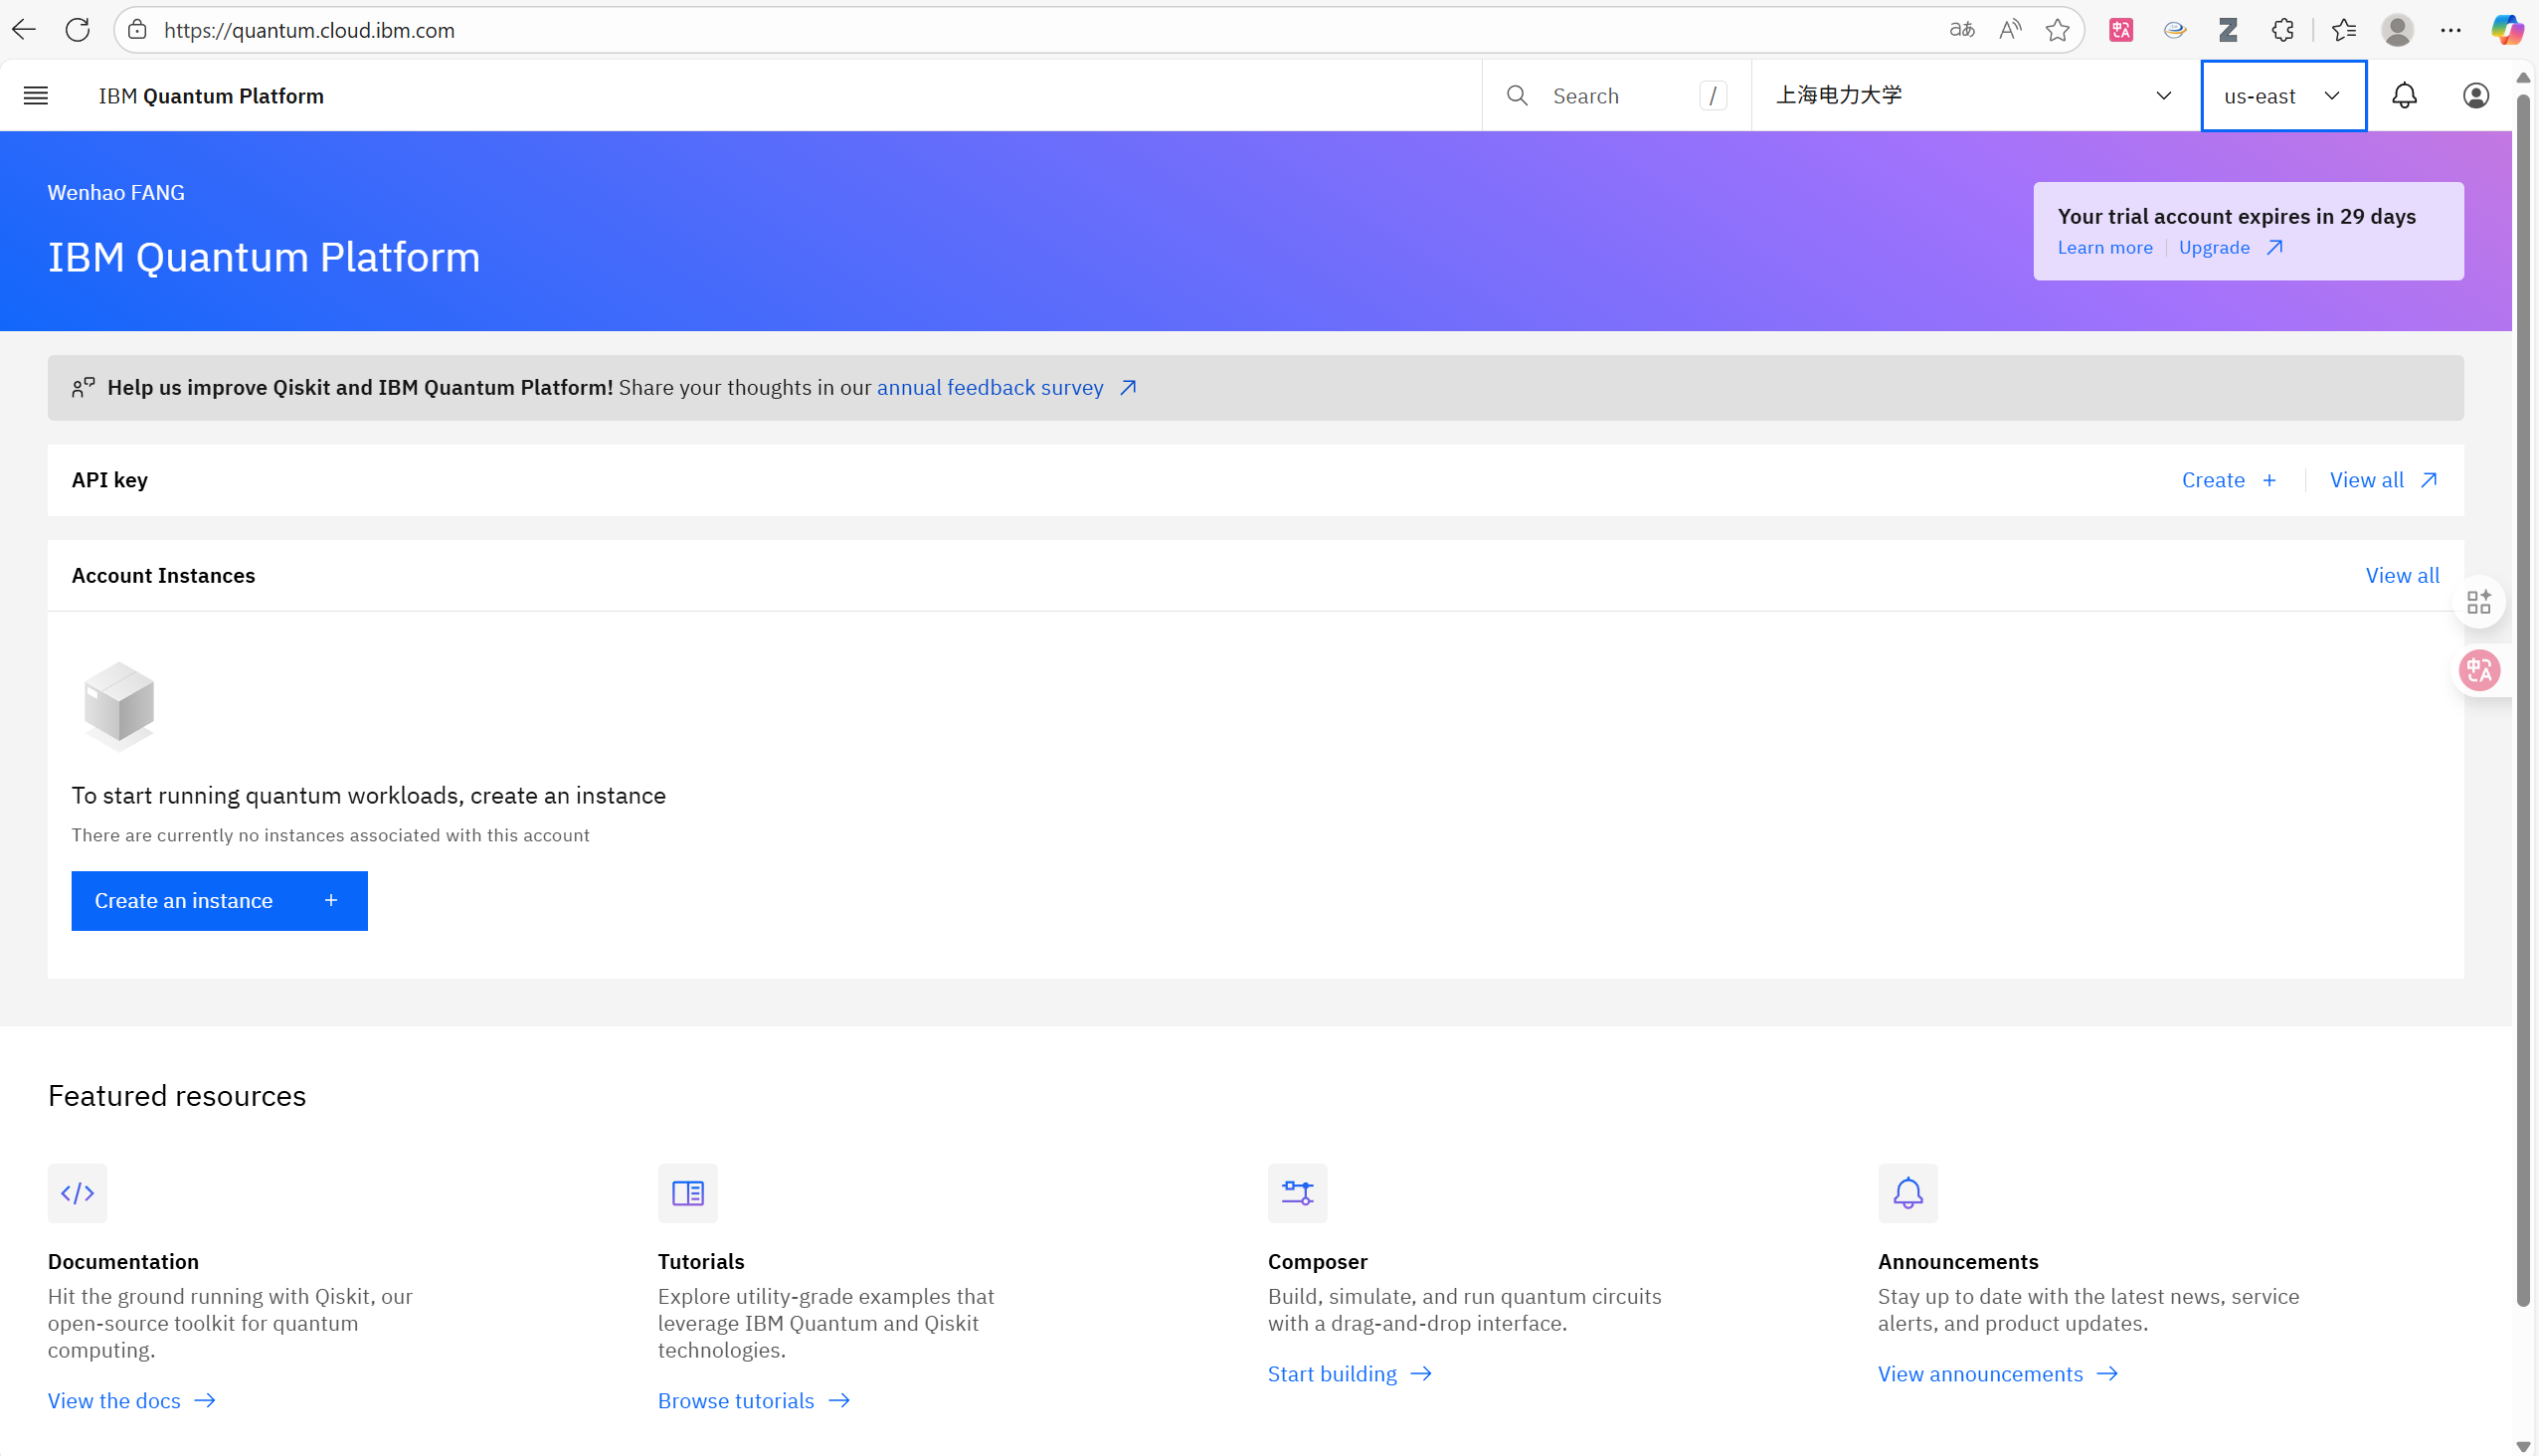 https://quantum.cloud.ibm.com
IBM Quantum Platform
Search
/
上海电力大学
us-east
Wenhao FANG
IBM Quantum Platform
Your trial account expires in 29 days
Learn more
Upgrade
Help us improve Qiskit and IBM Quantum Platform! Share your thoughts in our annual feedback survey
API key
Create +
View all
Account Instances
View all
To start running quantum workloads, create an instance
There are currently no instances associated with this account
Create an instance +
Featured resources
Documentation
Hit the ground running with Qiskit, our
open-source toolkit for quantum
computing.
View the docs
Tutorials
Explore utility-grade examples that
leverage IBM Quantum and Qiskit
technologies.
Browse tutorials
Composer
Build, simulate, and run quantum circuits
with a drag-and-drop interface.
Start building
Announcements
Stay up to date with the latest news, service
alerts, and product updates.
View announcements